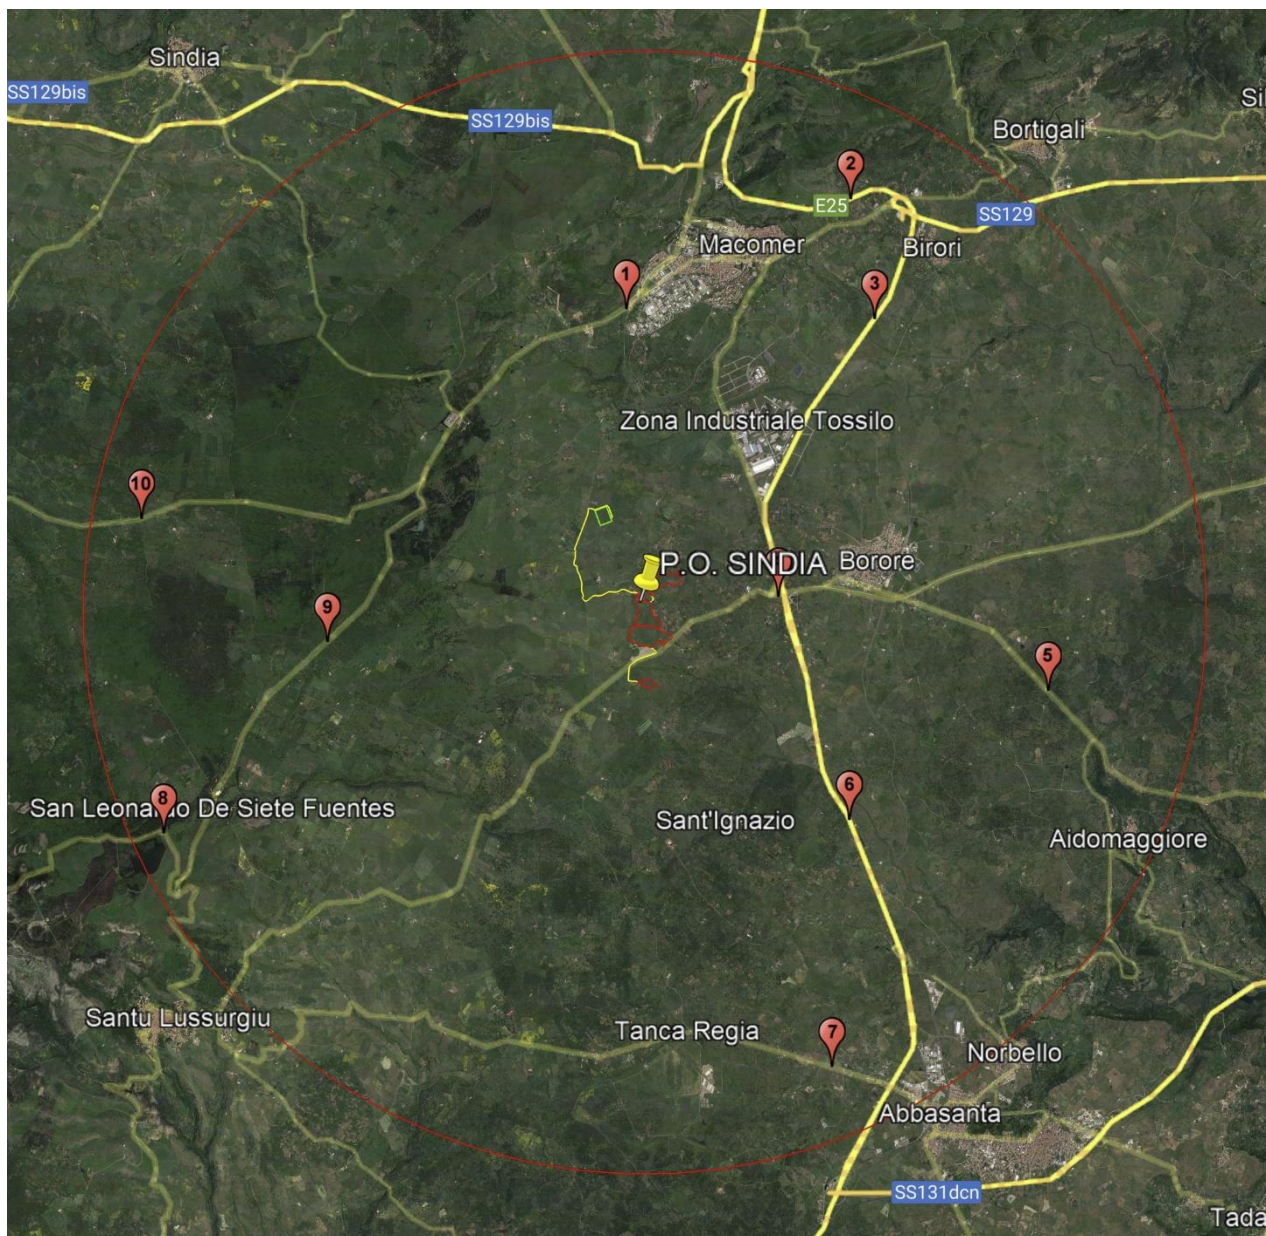 Sindia
SS129bis
SS129bis
Sil
Bortigali
2
E25
SS129
Macomer
Birori
1
3
Zona Industriale Tossilo
10
P.O. SINDIA
Borore
9
5
8
San Leonardo De Siete Fuentes
6
Sant'Ignazio
Aidomaggiore
Santu Lussurgiu
Tanca Regia
7
Norbello
Abbasanta
SS131dcn
Tada